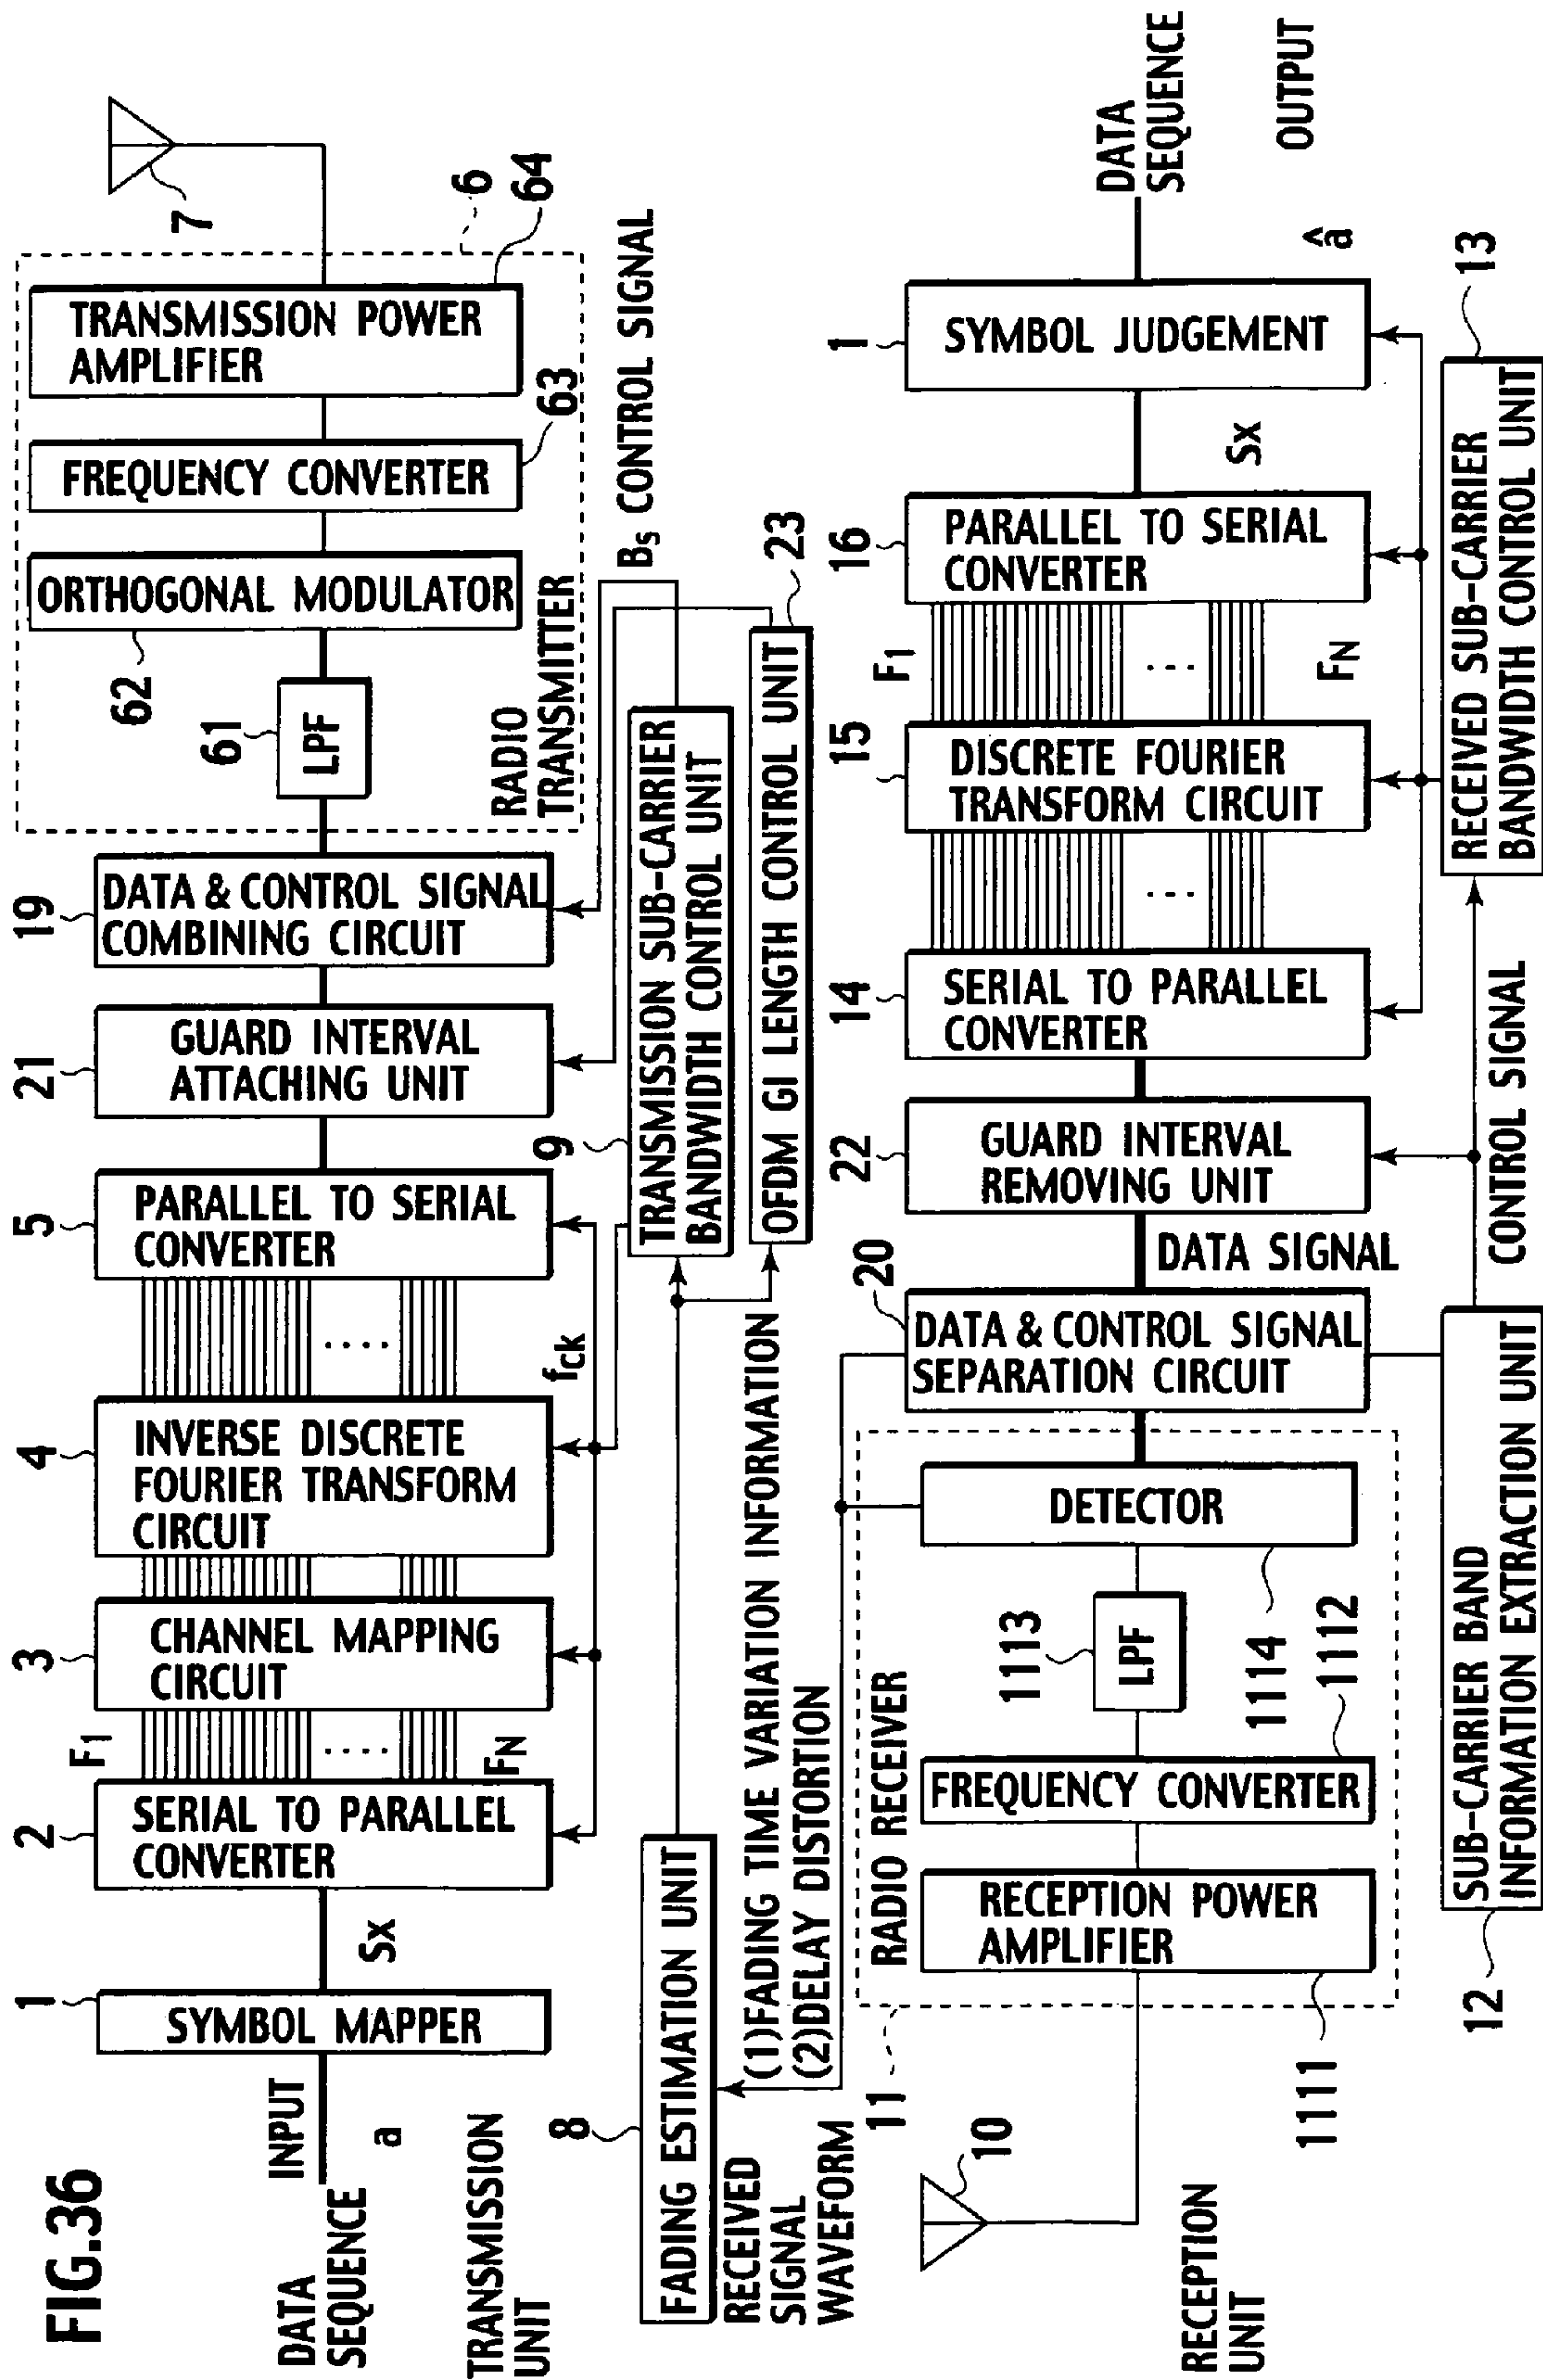 FIG.36
DATA
SEQUENCE
INPUT
a
TRANSMISSION
UNIT
1
SYMBOL MAPPER
Sx
2
SERIAL TO PARALLEL
CONVERTER
F1
FN
3
CHANNEL MAPPING
CIRCUIT
4
INVERSE DISCRETE
FOURIER TRANSFORM
CIRCUIT
fck
5
PARALLEL TO SERIAL
CONVERTER
21
GUARD INTERVAL
ATTACHING UNIT
19
DATA & CONTROL SIGNAL
COMBINING CIRCUIT
61
LPF
62
ORTHOGONAL MODULATOR
FREQUENCY CONVERTER
63
TRANSMISSION POWER
AMPLIFIER
64
RADIO
TRANSMITTER
6
7
8
FADING ESTIMATION UNIT
RECEIVED
SIGNAL
WAVEFORM
(1)FADING TIME VARIATION INFORMATION
(2)DELAY DISTORTION
9
TRANSMISSION SUB-CARRIER
BANDWIDTH CONTROL UNIT
OFDM GI LENGTH CONTROL UNIT
23
BS CONTROL SIGNAL
RECEPTION
UNIT
10
11
RADIO RECEIVER
RECEPTION POWER
AMPLIFIER
1111
FREQUENCY CONVERTER
1112
1113
LPF
DETECTOR
1114
20
DATA & CONTROL SIGNAL
SEPARATION CIRCUIT
DATA SIGNAL
22
GUARD INTERVAL
REMOVING UNIT
14
SERIAL TO PARALLEL
CONVERTER
15
DISCRETE FOURIER
TRANSFORM CIRCUIT
F1
FN
16
PARALLEL TO SERIAL
CONVERTER
Sx
1
SYMBOL JUDGEMENT
DATA
SEQUENCE
OUTPUT
â
12
SUB-CARRIER BAND
INFORMATION EXTRACTION UNIT
CONTROL SIGNAL
RECEIVED SUB-CARRIER
BANDWIDTH CONTROL UNIT
13